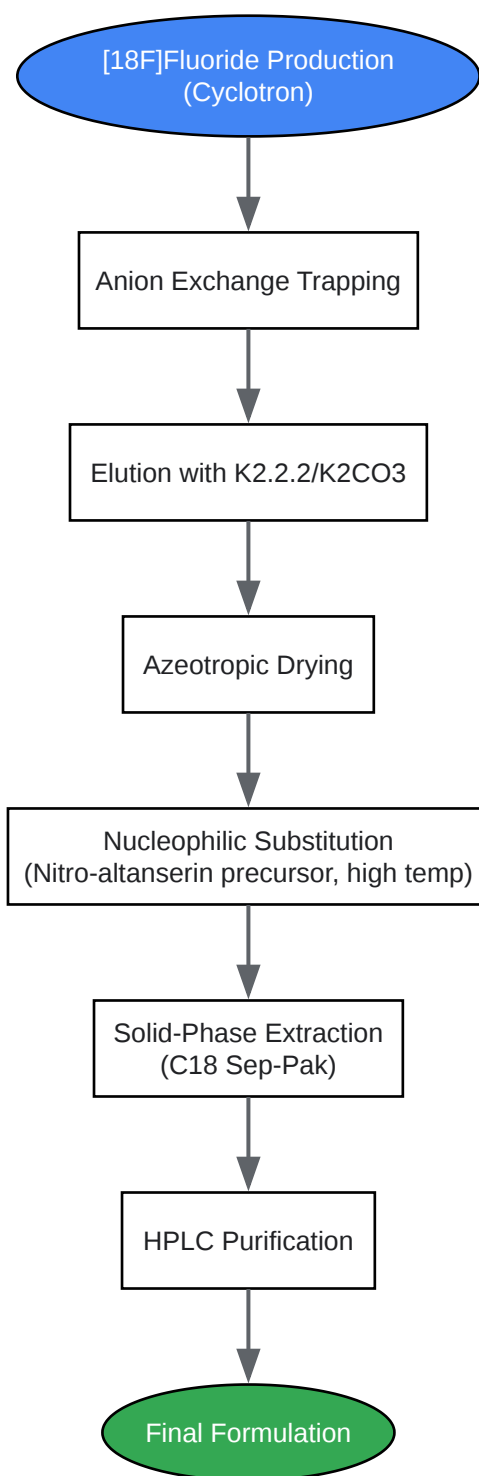 [18F]Fluoride Production
(Cyclotron)
Anion Exchange Trapping
Elution with K2.2.2/K2CO3
Azeotropic Drying
Nucleophilic Substitution
(Nitro-altanserin precursor, high temp)
Solid-Phase Extraction
(C18 Sep-Pak)
HPLC Purification
Final Formulation